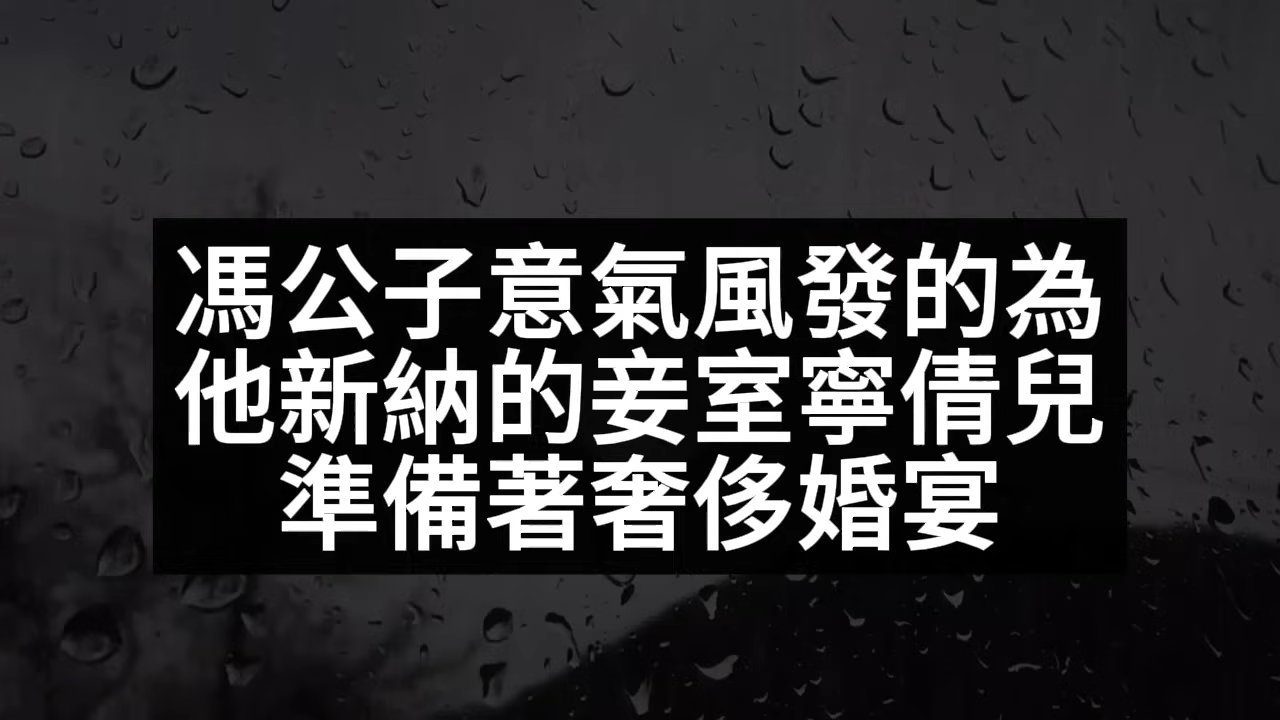 馮公子意氣風發的為
他新納的妾室寧倩兒
準備著奢侈婚宴